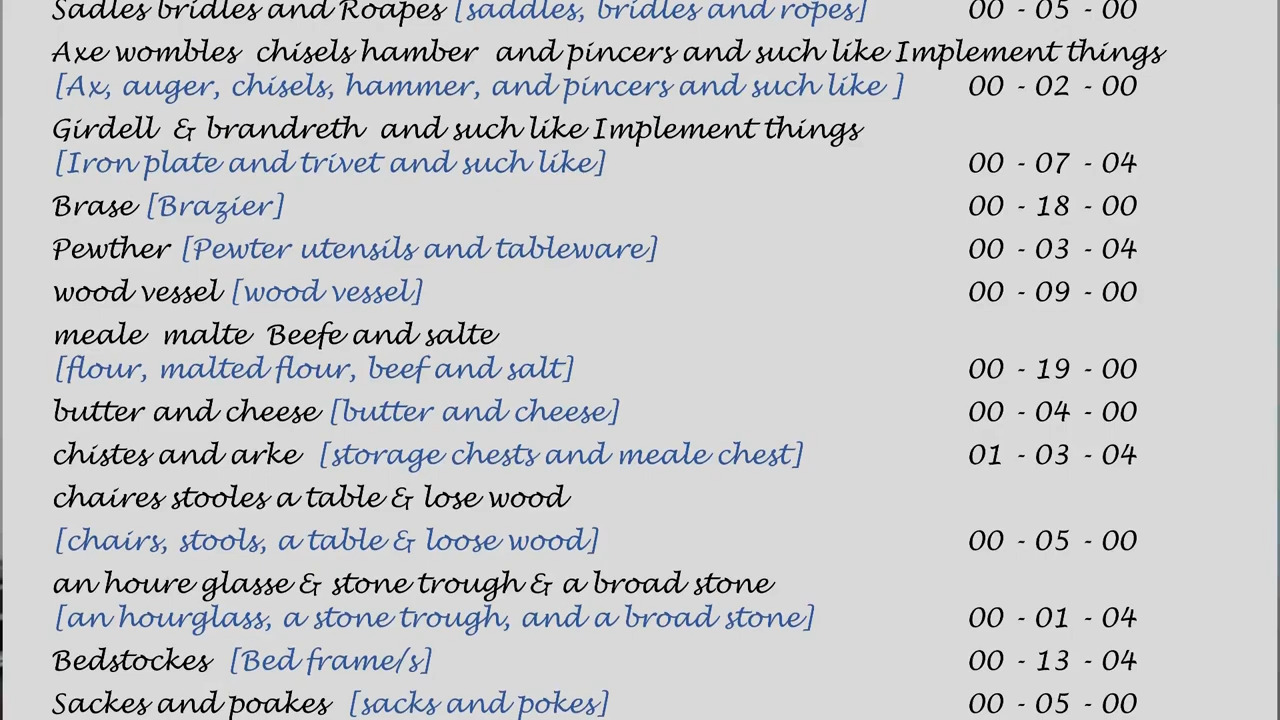 Sadles bridles and Roapes [saddles, bridles and ropes] 00 - 05 - 00
Axe wombles chisels hamber and pincers and such like Implement things
[Ax, auger, chisels, hammer, and pincers and such like ] 00 - 02 - 00
Girdell & brandreth and such like Implement things
[Iron plate and trivet and such like] 00 - 07 - 04
Brase [Brazier] 00 - 18 - 00
Pewther [Pewter utensils and tableware] 00 - 03 - 04
wood vessel [wood vessel] 00 - 09 - 00
meale malte Beefe and salte
[flour, malted flour, beef and salt] 00 - 19 - 00
butter and cheese [butter and cheese] 00 - 04 - 00
chistes and arke [storage chests and meale chest] 01 - 03 - 04
chaires stooles a table & lose wood
[chairs, stools, a table & loose wood] 00 - 05 - 00
an houre glasse & stone trough & a broad stone
[an hourglass, a stone trough, and a broad stone] 00 - 01 - 04
Bedstockes [Bed frame/s] 00 - 13 - 04
Sackes and poakes [sacks and pokes] 00 - 05 - 00